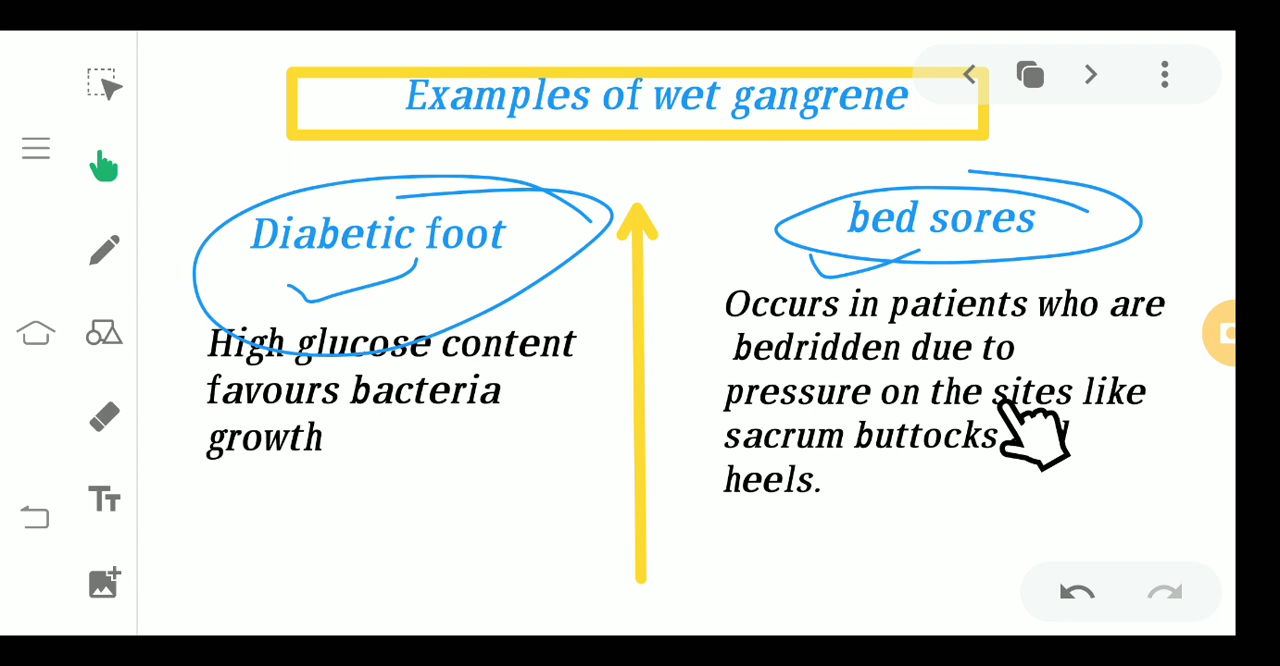 Examples of wet gangrene
Diabetic foot
High glucose content
favours bacteria
growth
bed sores
Occurs in patients who are
bedridden due to
pressure on the sites like
sacrum buttocks
heels.
Tт